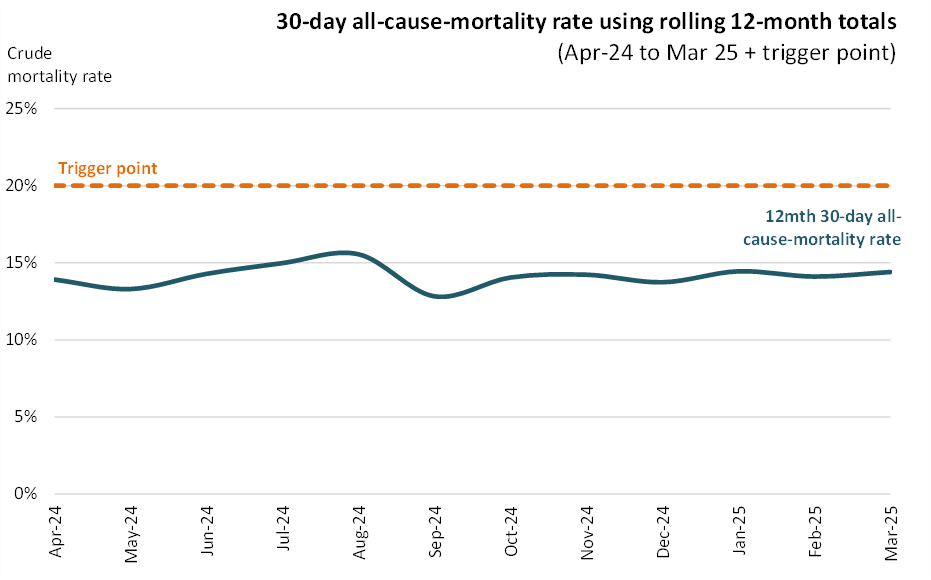 30-day all-cause-mortality rate using rolling 12-month totals
(Apr-24 to Mar 25 + trigger point)
Crude
mortality rate
25%
Trigger point
20%
12mth 30-day all-
cause-mortality rate
15%
10%
5%
0%
Apr-24
May-24
Jun-24
Jul-24
Aug-24
Sep-24
Oct-24
Nov-24
Dec-24
Jan-25
Feb-25
Mar-25